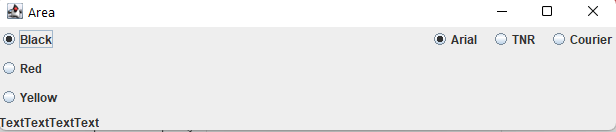 Area
Black Arial TNR Courier
Red
Yellow
TextTextTextText